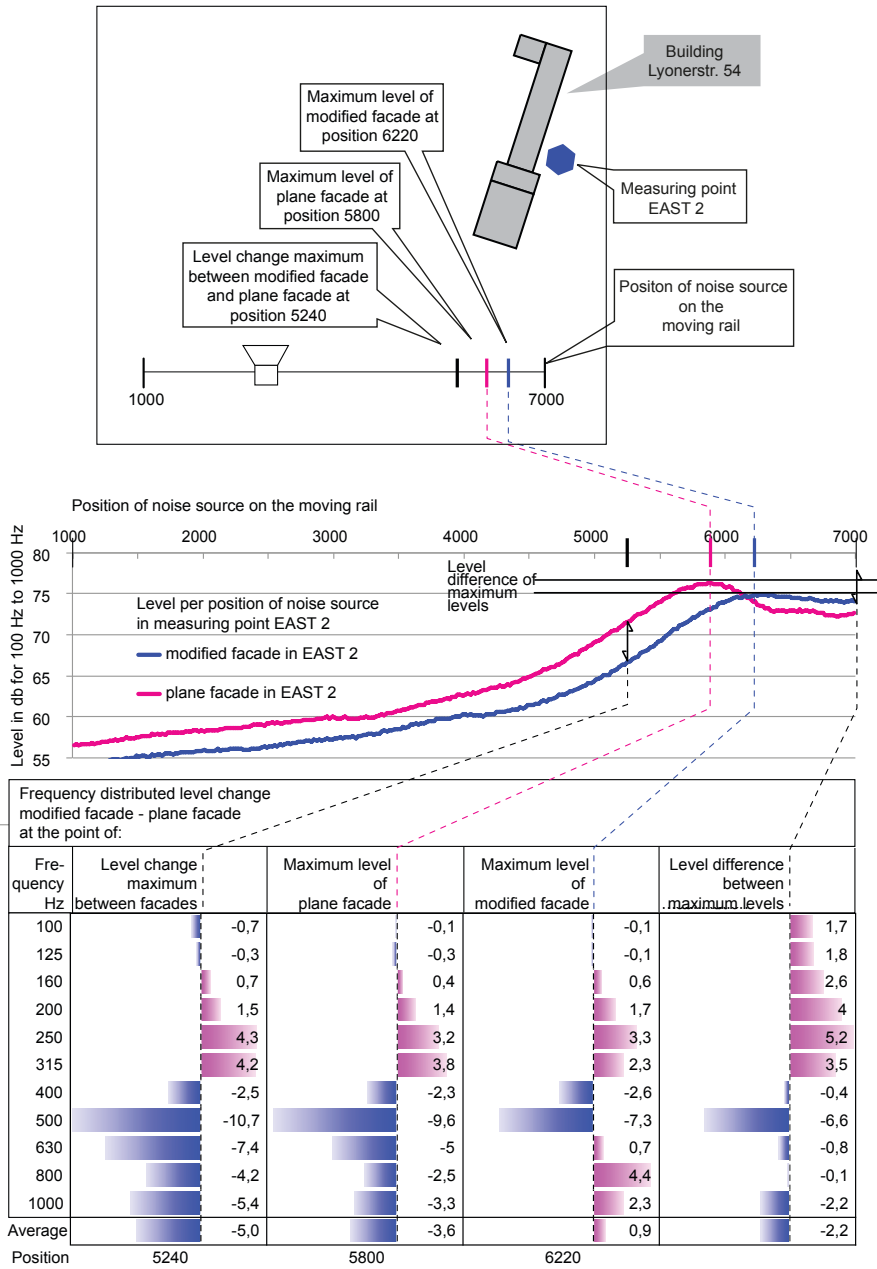 Building
Lyonerstr. 54
Maximum level of
modified facade at
position 6220
Maximum level of
plane facade at
position 5800
Measuring point
EAST 2
Level change maximum
between modified facade
and plane facade at
position 5240
Positon of noise source
on the
moving rail
1000
7000
Position of noise source on the moving rail
1000 2000 3000 4000 5000 6000 7000
Level in db for 100 Hz to 1000 Hz
80
75
70
65
60
55
Level
difference of
maximum
levels
Level per position of noise source
in measuring point EAST 2
modified facade in EAST 2
plane facade in EAST 2
Frequency distributed level change
modified facade - plane facade
at the point of:
Fre-
quency
Hz
Level change
maximum
between facades
Maximum level
of
plane facade
Maximum level
of
modified facade
Level difference
between
maximum levels
100 -0,7 -0,1 -0,1 1,7
125 -0,3 -0,3 -0,1 1,8
160 0,7 0,4 0,6 2,6
200 1,5 1,4 1,7 4
250 4,3 3,2 3,3 5,2
315 4,2 3,8 2,3 3,5
400 -2,5 -2,3 -2,6 -0,4
500 -10,7 -9,6 -7,3 -6,6
630 -7,4 -5 0,7 -0,8
800 -4,2 -2,5 4,4 -0,1
1000 -5,4 -3,3 2,3 -2,2
Average -5,0 -3,6 0,9 -2,2
Position 5240 5800 6220